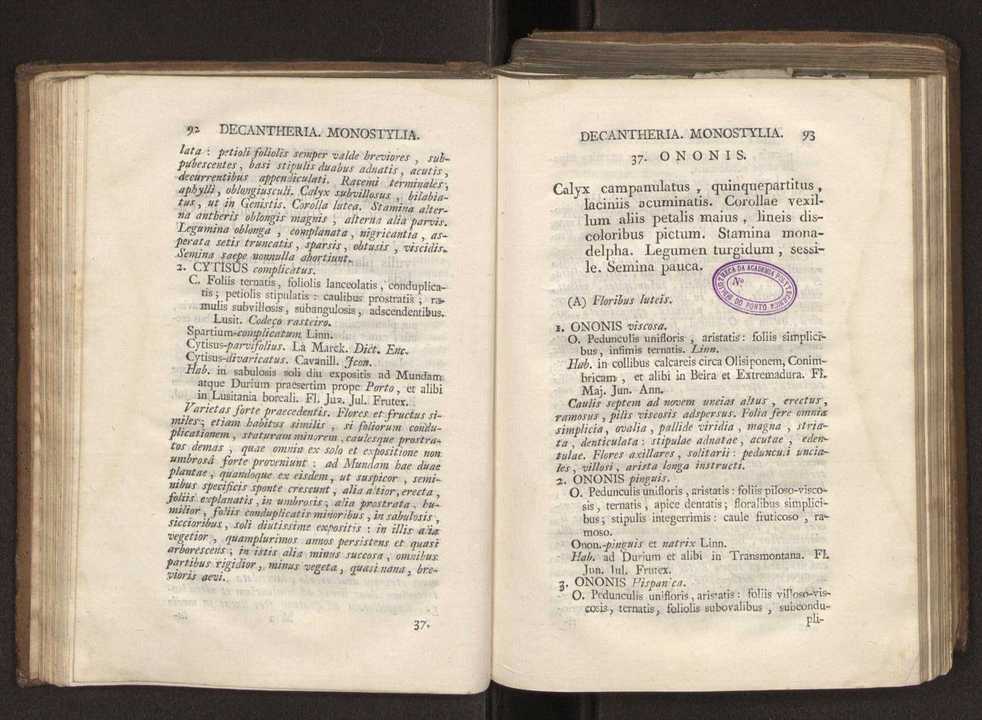 92 DECANTHERIA. MONOSTYLIA.
lata : petioli foliolis semper valde breviores , sub-
pubescentes, basi stipulis duabus adnatis, acutis,
decurrentibus appendiculati. Racemi terminales,
aphylli, oblongiusculi. Calyx subvillosus , bilabia-
tus, ut in Genistis. Corolla lutea. Stamina alter-
na antheris oblongis magnis , alterna alia parvis.
Legumina oblonga , complanata, nigricantia , as-
perata setis truncatis, sparsis, obtusis , viscidis.
Semina saepe nonnulla abortiunt.
2. CYTISUS complicatus.
C. Foliis ternatis, foliolis lanceolatis, conduplica-
tis; petiolis stipulatis : caulibus prostratis ; ra-
mulis subvillosis, subangulosis, adscendentibus.
Lusit. Codeço rasteiro.
Spartium-complicatum Linn.
Cytisus-parvifolius. La Marck. Dict. Enc.
Cytisus-divaricatus. Cavanill. Icon.
Hab. in sabulosis soli diu expositis ad Mundam
atque Durium praesertim prope Porto, et alibi
in Lusitania boreali. Fl. Jun. Jul. Frutex.
Varietas forte praecedentis. Flores et fructus si-
miles; etiam habitus similis , si foliorum condu-
plicationem, staturam minorem, caulesque prostra-
tos demas , quae omnia ex solo et expositione non
umbrosâ forte proveniunt : ad Mundam hae duae
plantae, quandoque ex eisdem, ut suspicor , semi-
nibus specificis sponte crescunt, alia altior, erecta,
foliis explanatis, in umbrosis; alia prostrata, hu-
milior, foliis conduplicatis minoribus, in sabulosis,
siccioribus, soli diutissime expositis : in illis alia
vegetior , quamplurimos annos persistens et quasi
arborescens; in istis alia minus succosa, omnibus
partibus rigidior, minus vegeta, quasi nana, bre-
vioris aevi.
37.
DECANTHERIA. MONOSTYLIA. 93
37. ONONIS.
Calyx campanulatus , quinquepartitus,
laciniis acuminatis. Corollae vexil-
lum aliis petalis maius , lineis dis-
coloribus pictum. Stamina mona-
delpha. Legumen turgidum , sessi-
le. Semina pauca.
BIBLIOTHECA DA ACADEMIA POLYTECHNICA DO PORTO
Nº
(A) Floribus luteis.
1. ONONIS viscosa.
O. Pedunculis unifloris , aristatis: foliis simplici-
bus, infimis ternatis. Linn.
Hab. in collibus calcareis circa Olisiponem, Conim-
bricam , et alibi in Beira et Extremadura. Fl.
Maj. Jun. Ann.
Caulis septem ad novem uncias altus , erectus,
ramosus, pilis viscosis adspersus. Folia fere omnia
simplicia, ovalia , pallide viridia , magna , stria-
ta, denticulata : stipulae adnatae, acutae , eden-
tulae. Flores axillares, solitarii: pedunculi uncia-
les, villosi, arista longa instructi.
2. ONONIS pinguis.
O. Pedunculis unifloris, aristatis: foliis piloso-visco-
sis, ternatis, apice dentatis; floralibus simplici-
bus; stipulis integerrimis: caule fruticoso , ra-
moso.
Onon.-pinguis et natrix Linn.
Hab. ad Durium et alibi in Transmontana. Fl.
Jun. Jul. Frutex.
3. ONONIS Hispanica.
O. Pedunculis unifloris, aristatis: foliis villoso-vis-
cosis, ternatis, foliolis subovalibus , subcondu-
pli-